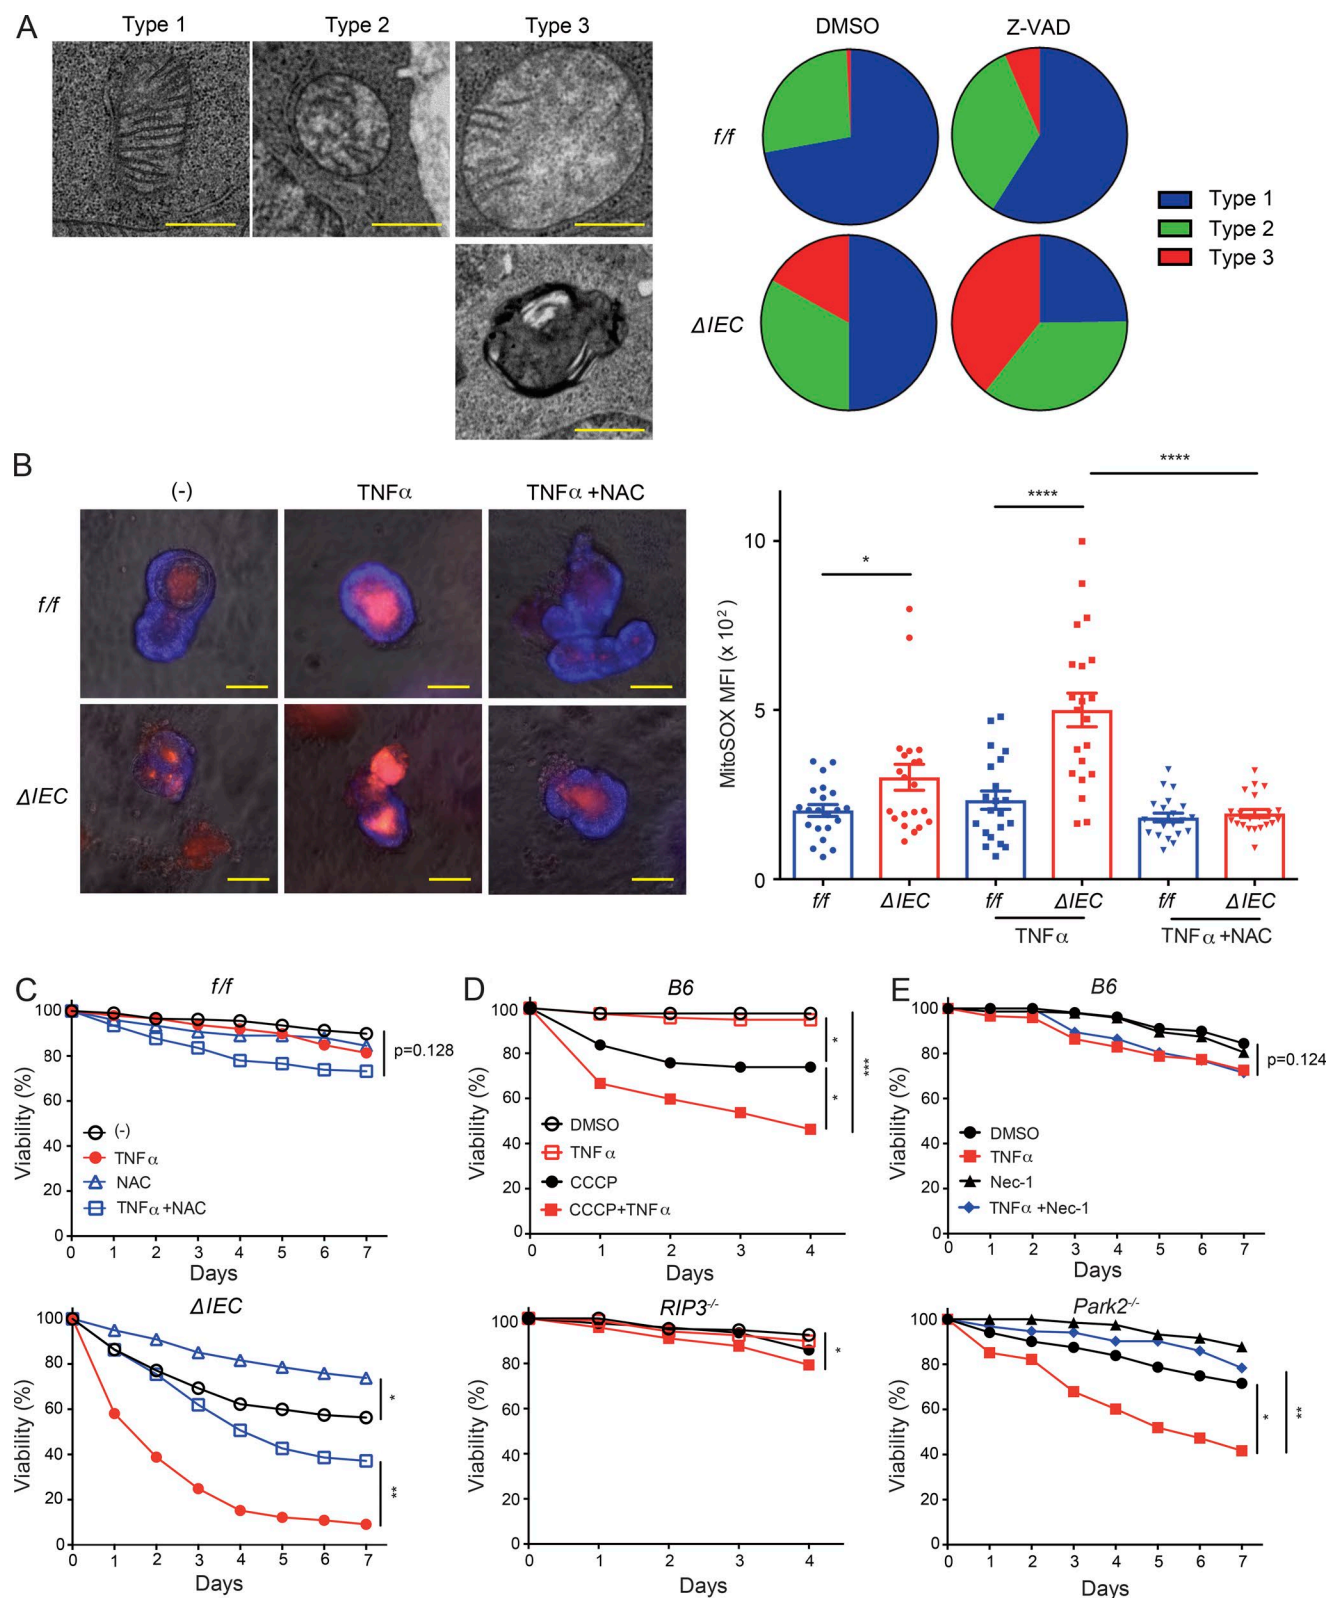 A
Type 1
Type 2
Type 3
DMSO
Z-VAD
f/f
ΔIEC
Type 1
Type 2
Type 3
B
(-)
TNFα
TNFα +NAC
f/f
ΔIEC
****
****
*
10
5
0
MitoSOX MFI (x 10²)
f/f
ΔIEC
f/f
ΔIEC
f/f
ΔIEC
TNFα
TNFα +NAC
C
f/f
100
80
60
40
20
0
Viability (%)
(-)
TNFα
NAC
TNFα+NAC
p=0.128
0 1 2 3 4 5 6 7
Days
D
B6
100
80
60
40
20
0
Viability (%)
DMSO
TNFα
CCCP
CCCP+TNFα
*
*
***
0 1 2 3 4
Days
E
B6
100
80
60
40
20
0
Viability (%)
DMSO
TNFα
Nec-1
TNFα +Nec-1
p=0.124
0 1 2 3 4 5 6 7
Days
ΔIEC
100
80
60
40
20
0
Viability (%)
*
**
0 1 2 3 4 5 6 7
Days
RIP3-/-
100
80
60
40
20
0
Viability (%)
*
0 1 2 3 4
Days
Park2-/-
100
80
60
40
20
0
Viability (%)
*
**
0 1 2 3 4 5 6 7
Days